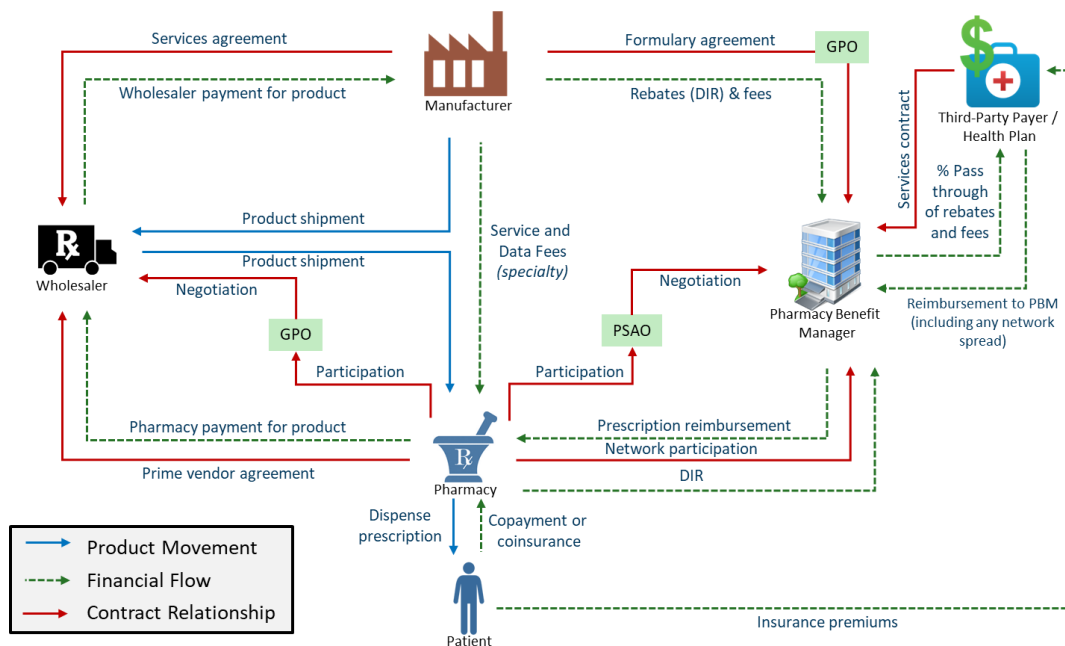 Services agreement
Formulary agreement
GPO
Wholesaler payment for product
Manufacturer
Rebates (DIR) & fees
Third-Party Payer /
Health Plan
Services contract
% Pass
through
of rebates
and fees
Product shipment
Service and
Data Fees
(specialty)
Rx
Product shipment
Wholesaler
Negotiation
Negotiation
Pharmacy Benefit
Manager
Reimbursement to PBM
(including any network
spread)
GPO
PSAO
Participation
Participation
Pharmacy payment for product
Prescription reimbursement
Rx
Network participation
Prime vendor agreement
DIR
Pharmacy
Dispense
prescription
Copayment or
coinsurance
Product Movement
Financial Flow
Contract Relationship
Insurance premiums
Patient